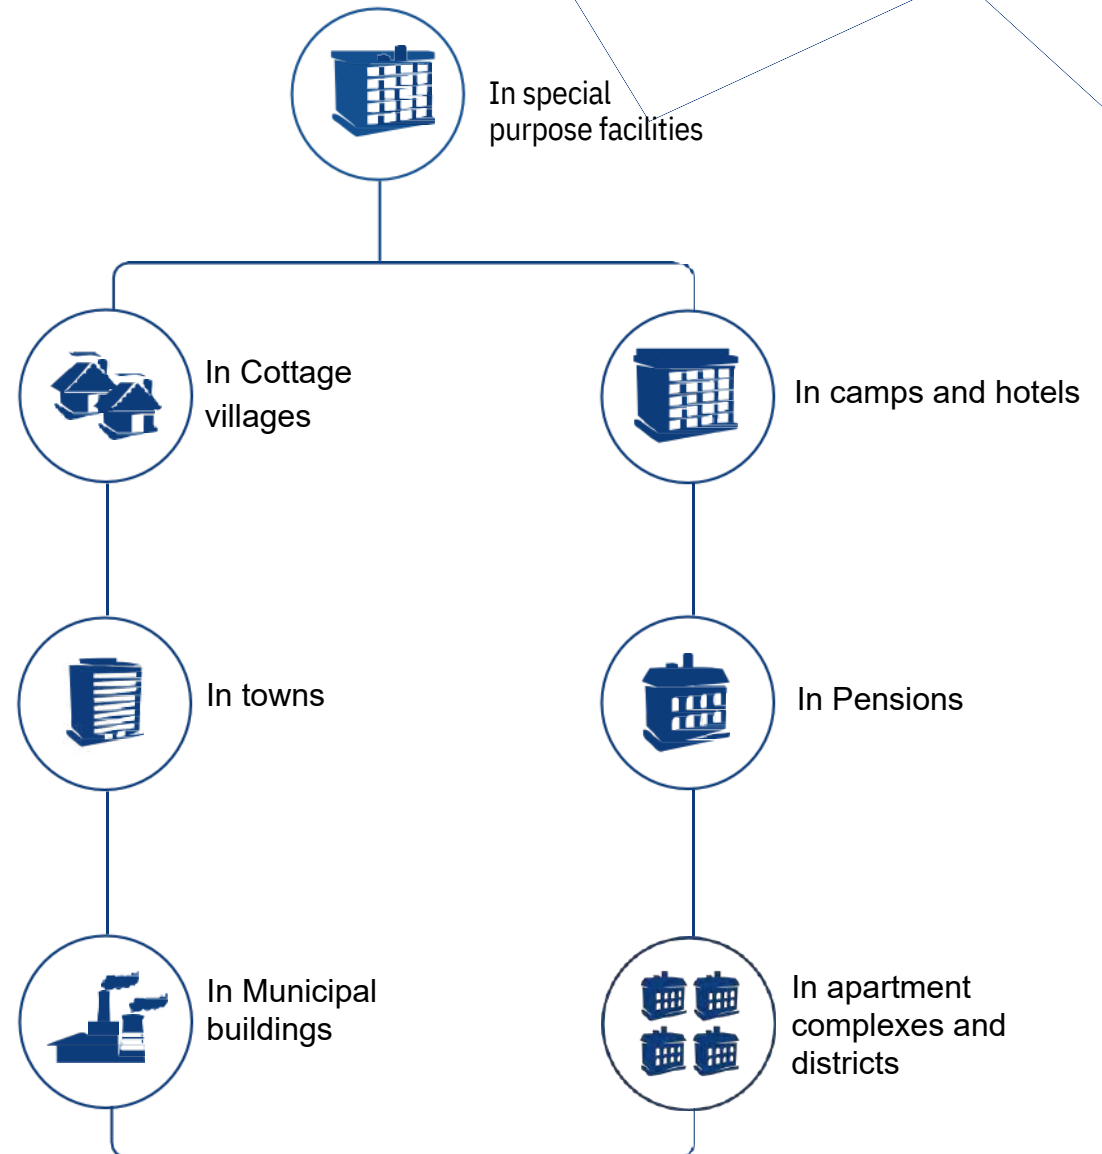 In special
purpose facilities
In Cottage
villages
In camps and hotels
In towns
In Pensions
In Municipal
buildings
In apartment
complexes and
districts